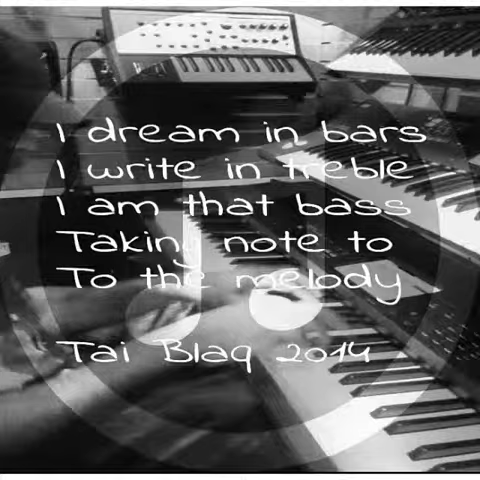 I dream in bars
I write in treble
I am that bass
Taking note to
To the melody
Tai Blaq 2014